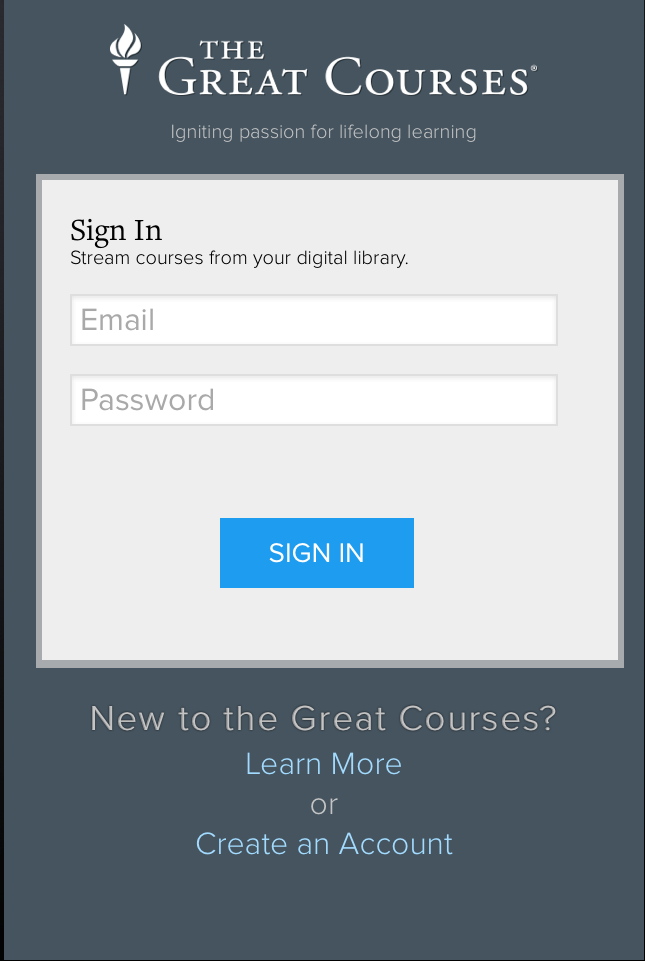 THE
GREAT COURSES®
Igniting passion for lifelong learning
Sign In
Stream courses from your digital library.
Email
Password
SIGN IN
New to the Great Courses?
Learn More
or
Create an Account